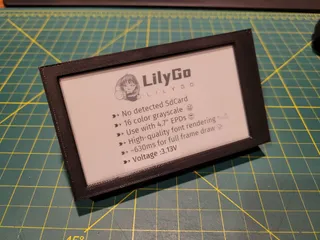 LilyGo
LILYGO
➸ No detected SdCard
➸ 16 color grayscale 😀
➸ Use with 4.7" EPDs 😍
➸ High-quality font rendering ✎🖋
➸ ~630ms for full frame draw 🚀
➸ Voltage :3.13V
45°